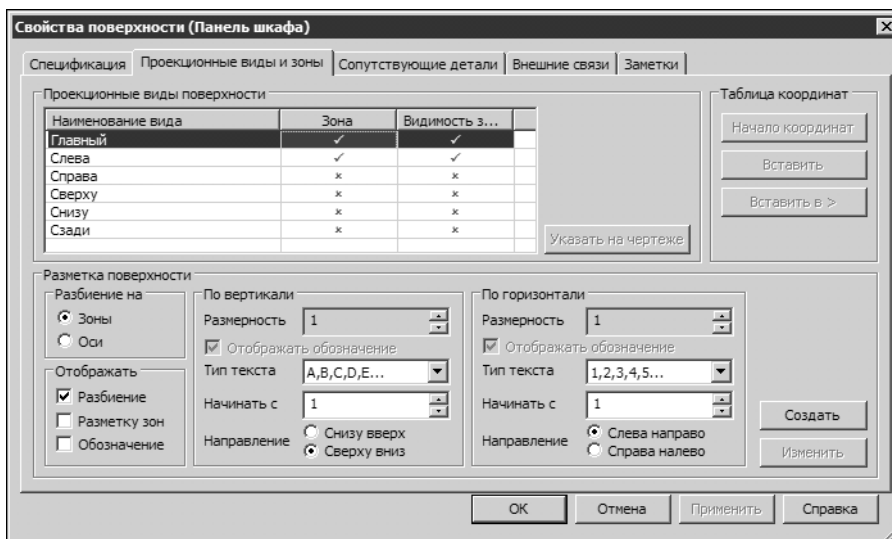 Свойства поверхности (Панель шкафа)
Спецификация Проекционные виды и зоны Сопутствующие детали Внешние связи Заметки
Проекционные виды поверхности
Наименование вида Зона Видимость з...
Главный
Слева
Справа
Сверху
Снизу
Сзади
Указать на чертеже
Таблица координат
Начало координат
Вставить
Вставить в >
Разметка поверхности
Разбиение на
Зоны
Оси
Отображать
Разбиение
Разметку зон
Обозначение
По вертикали
Размерность 1
Отображать обозначение
Тип текста A,B,C,D,E...
Начинать с 1
Направление Снизу вверх
Сверху вниз
По горизонтали
Размерность 1
Отображать обозначение
Тип текста 1,2,3,4,5...
Начинать с 1
Направление Слева направо
Справа налево
Создать
Изменить
ОК Отмена Применить Справка